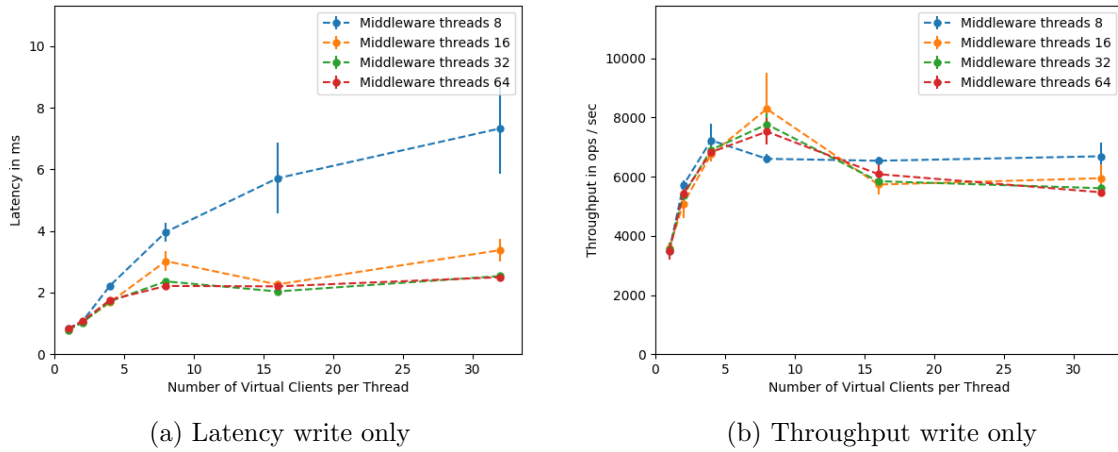 Middleware threads 8
Middleware threads 16
Middleware threads 32
Middleware threads 64
10
8
6
4
2
0
Latency in ms
0 5 10 15 20 25 30
Number of Virtual Clients per Thread
(a) Latency write only
Middleware threads 8
Middleware threads 16
Middleware threads 32
Middleware threads 64
10000
8000
6000
4000
2000
0
Throughput in ops / sec
0 5 10 15 20 25 30
Number of Virtual Clients per Thread
(b) Throughput write only